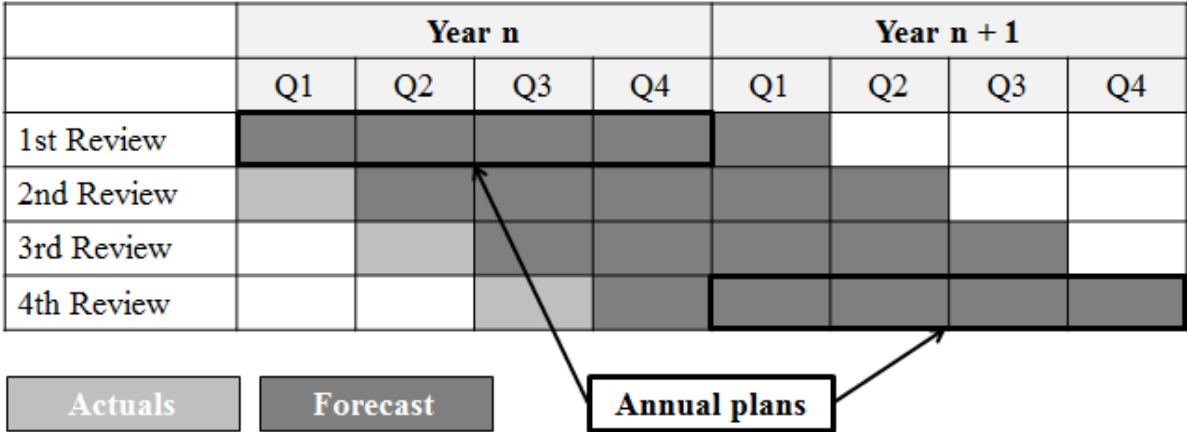 Year n Year n + 1
Q1 Q2 Q3 Q4 Q1 Q2 Q3 Q4
1st Review
2nd Review
3rd Review
4th Review
Actuals Forecast Annual plans